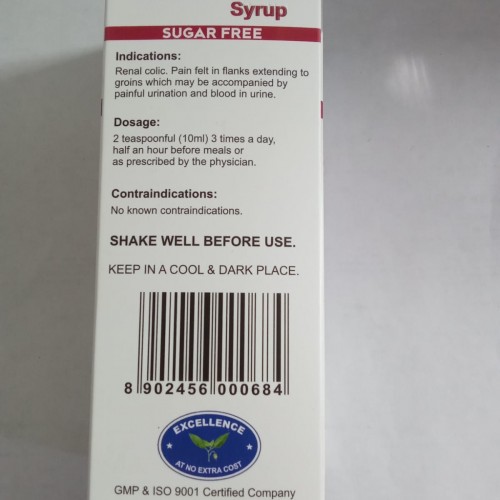 Syrup
SUGAR FREE
Indications:
Renal colic. Pain felt in flanks extending to
groins which may be accompanied by
painful urination and blood in urine.
Dosage:
2 teaspoonful (10ml) 3 times a day,
half an hour before meals or
as prescribed by the physician.
Contraindications:
No known contraindications.
SHAKE WELL BEFORE USE.
KEEP IN A COOL & DARK PLACE.
8 902456 000684
EXCELLENCE
AT NO EXTRA COST
GMP & ISO 9001 Certified Company